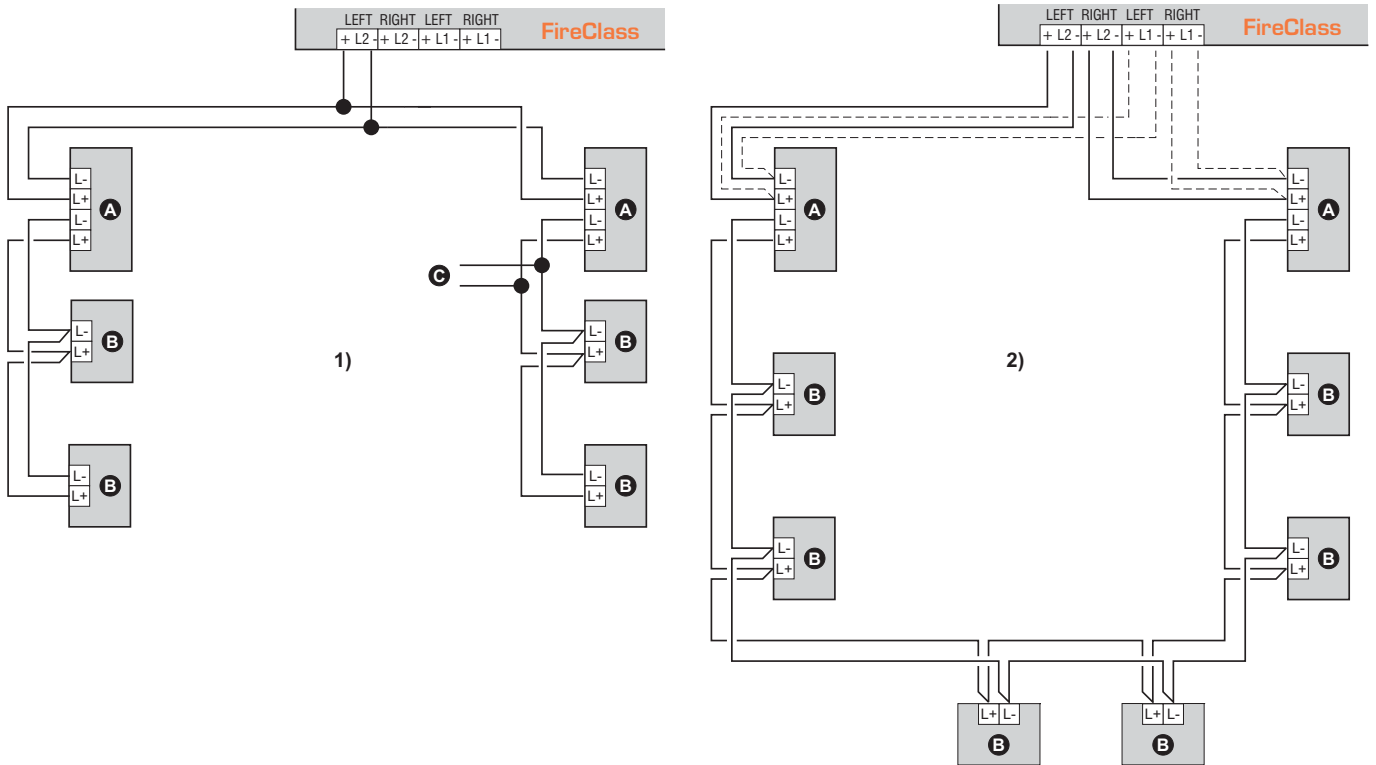 LEFT RIGHT LEFT RIGHT
+ L2 - + L2 - + L1 - + L1 -
FireClass
L-
L+
L-
L+
A
L-
L+
L-
L+
A
C
L-
L+
B
L-
L+
B
1)
L-
L+
B
L-
L+
B
LEFT RIGHT LEFT RIGHT
+ L2 - + L2 - + L1 - + L1 -
FireClass
L-
L+
L-
L+
A
L-
L+
L-
L+
A
2)
L-
L+
B
L-
L+
B
L-
L+
B
L-
L+
B
L+ L-
B
L+ L-
B